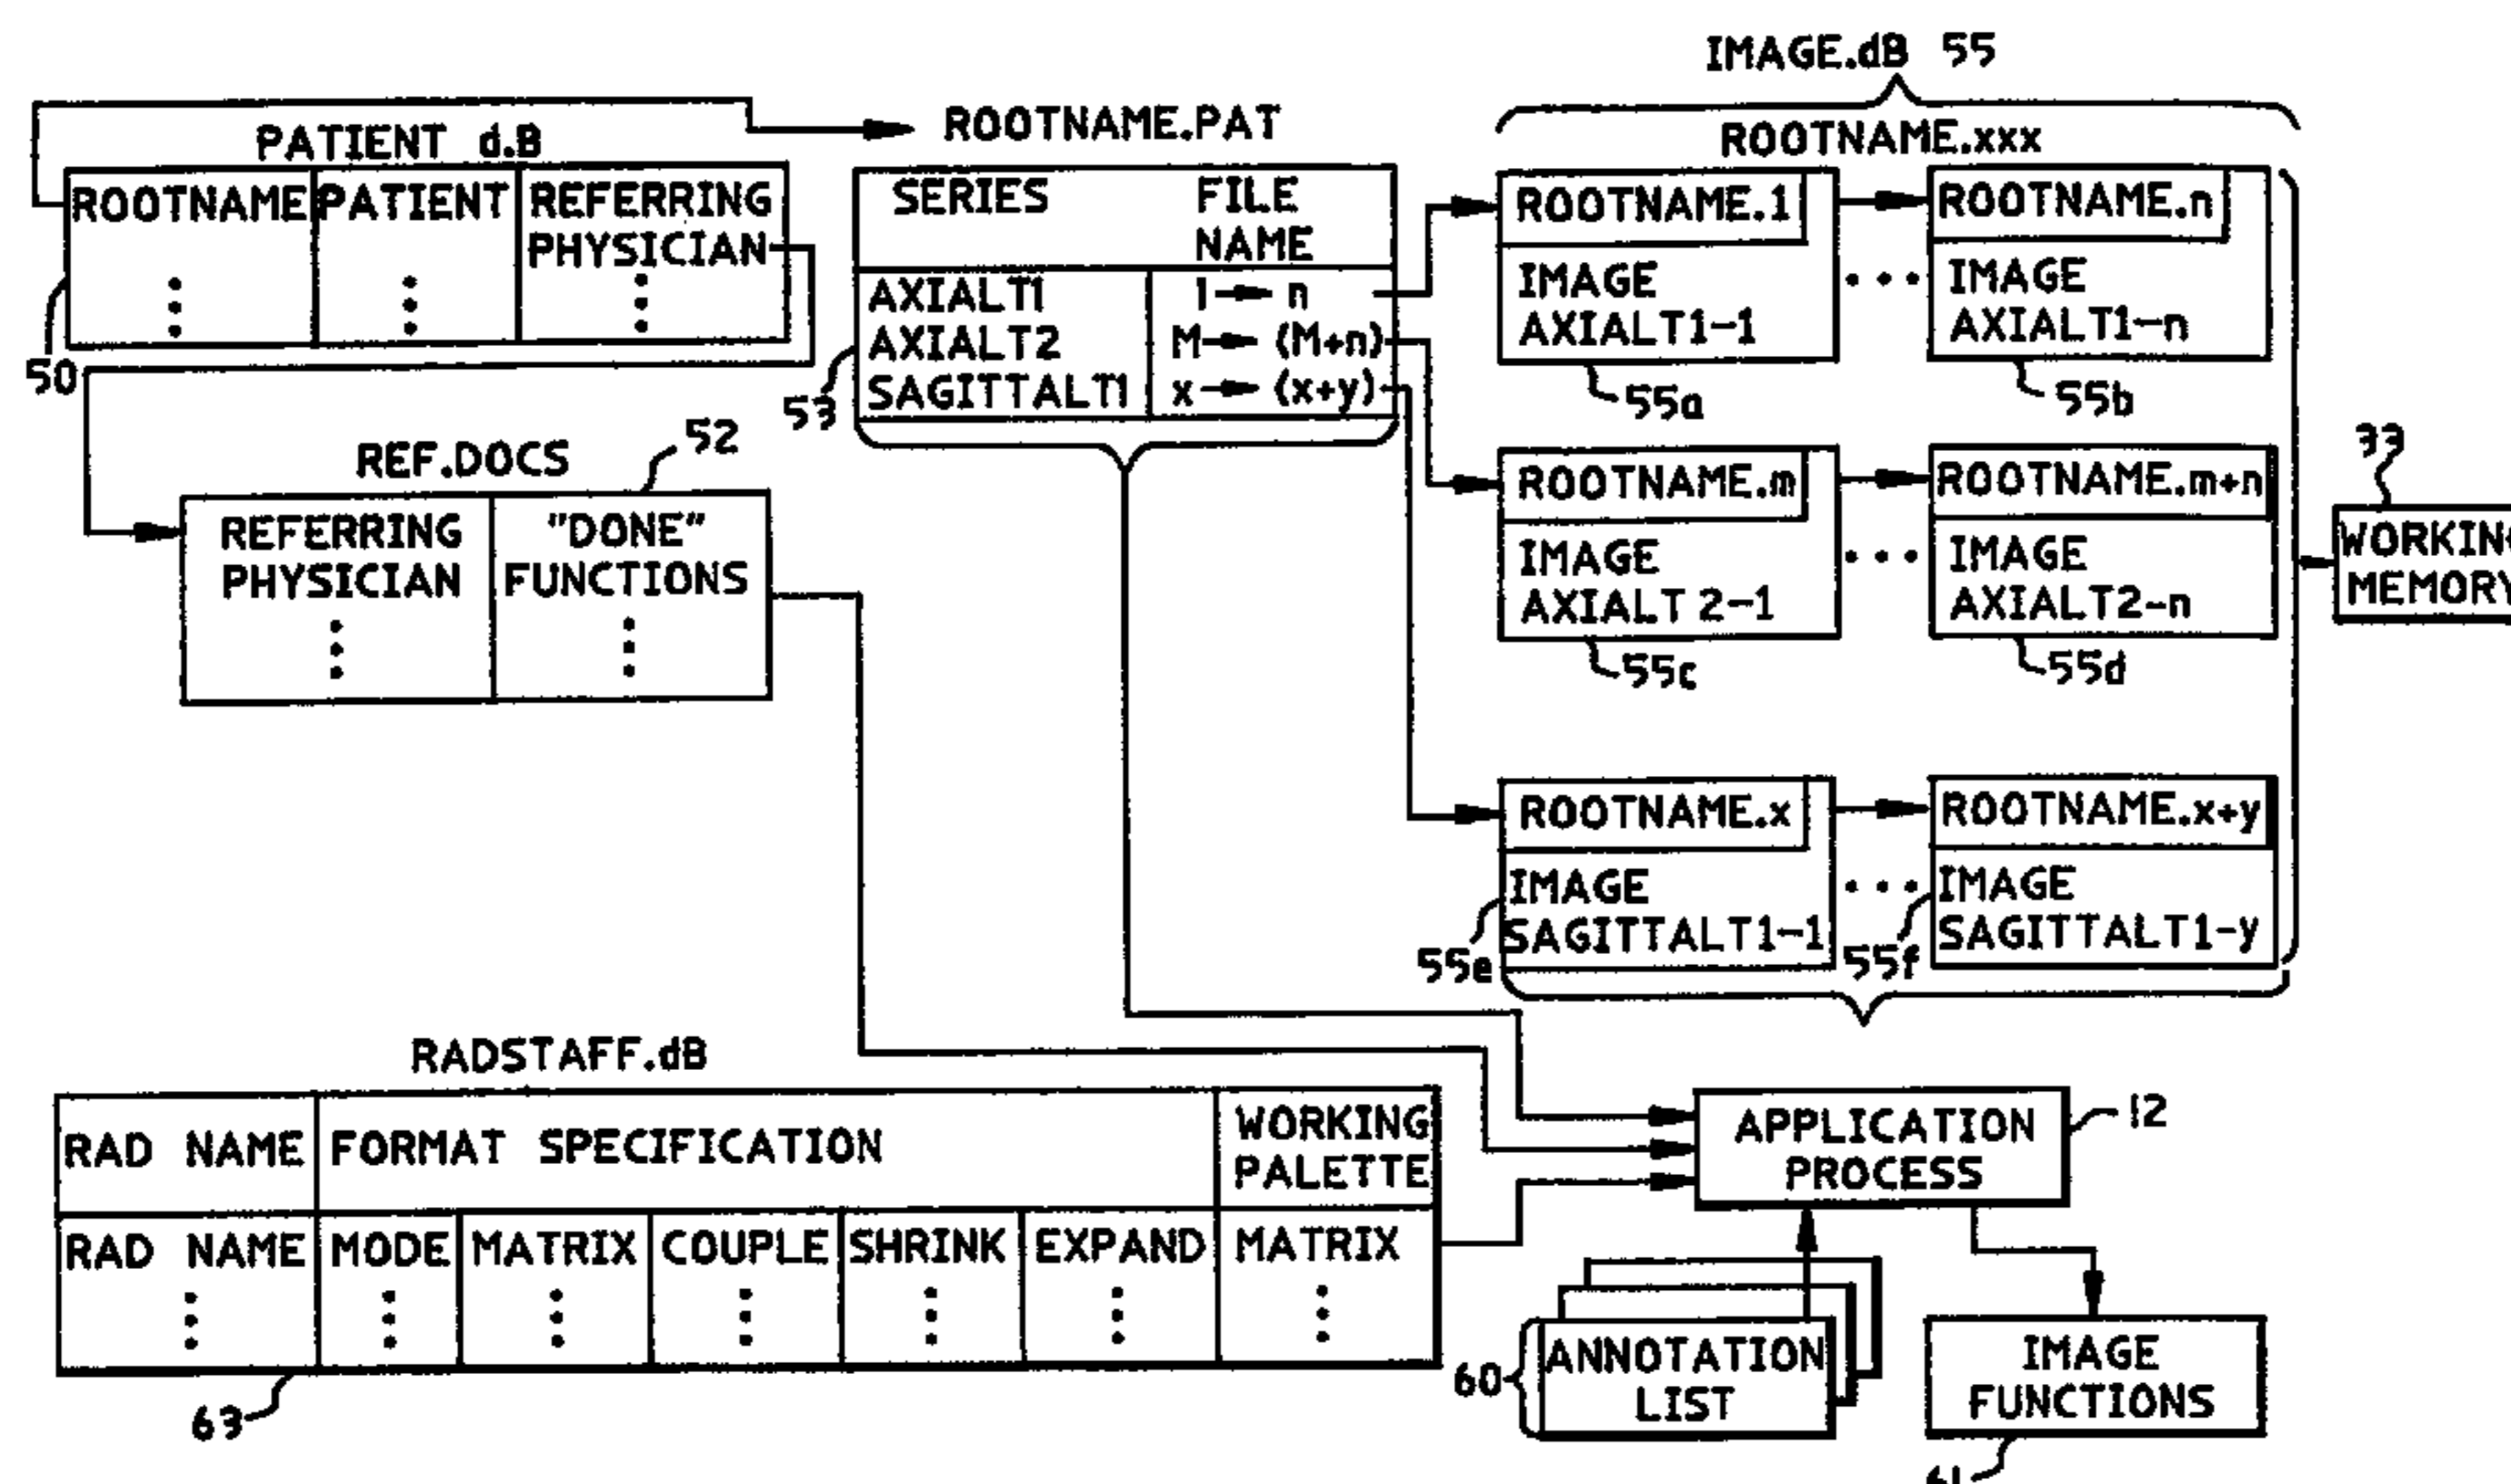 IMAGE.dB 55
PATIENT d.B
ROOTNAME PATIENT REFERRING
PHYSICIAN
50
ROOTNAME.PAT
SERIES FILE
NAME
AXIALT1 1 n
AXIALT2 M (M+n)
SAGITTALT1 x (x+y)
53
ROOTNAME.xxx
ROOTNAME.1
IMAGE
AXIALT1-1
55a
ROOTNAME.n
IMAGE
AXIALT1-n
55b
REF.DOCS
52
REFERRING
PHYSICIAN
"DONE"
FUNCTIONS
ROOTNAME.m
IMAGE
AXIALT 2-1
55c
ROOTNAME.m+n
IMAGE
AXIALT2-n
55d
33
MEMORY
ROOTNAME.x
IMAGE
SAGITTALT1-1
55e
ROOTNAME.x+y
IMAGE
SAGITTALT1-y
55f
RADSTAFF.dB
RAD NAME FORMAT SPECIFICATION WORKING
PALETTE
RAD NAME MODE MATRIX COUPLE SHRINK EXPAND MATRIX
63
APPLICATION
PROCESS
12
60
ANNOTATION
LIST
IMAGE
FUNCTIONS